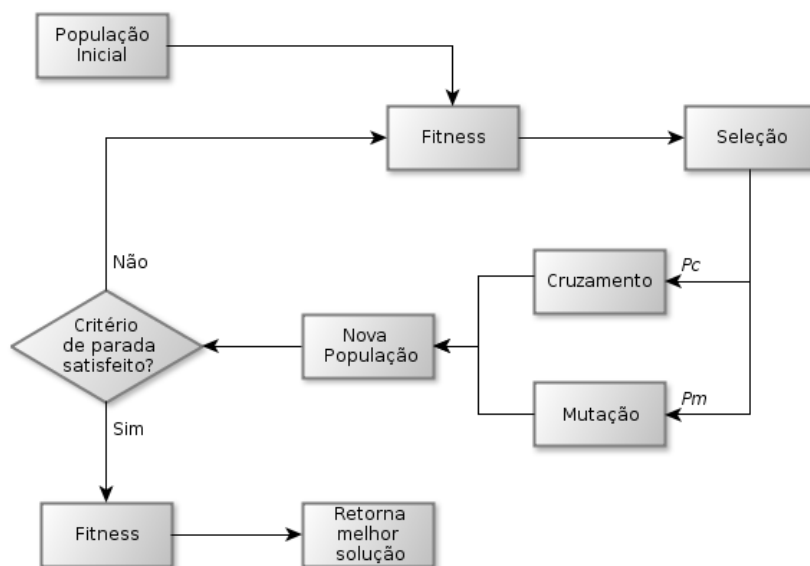 População
Inicial
Fitness
Seleção
Não
Pc
Cruzamento
Critério
de parada
satisfeito?
Nova
População
Pm
Mutação
Sim
Fitness
Retorna
melhor
solução